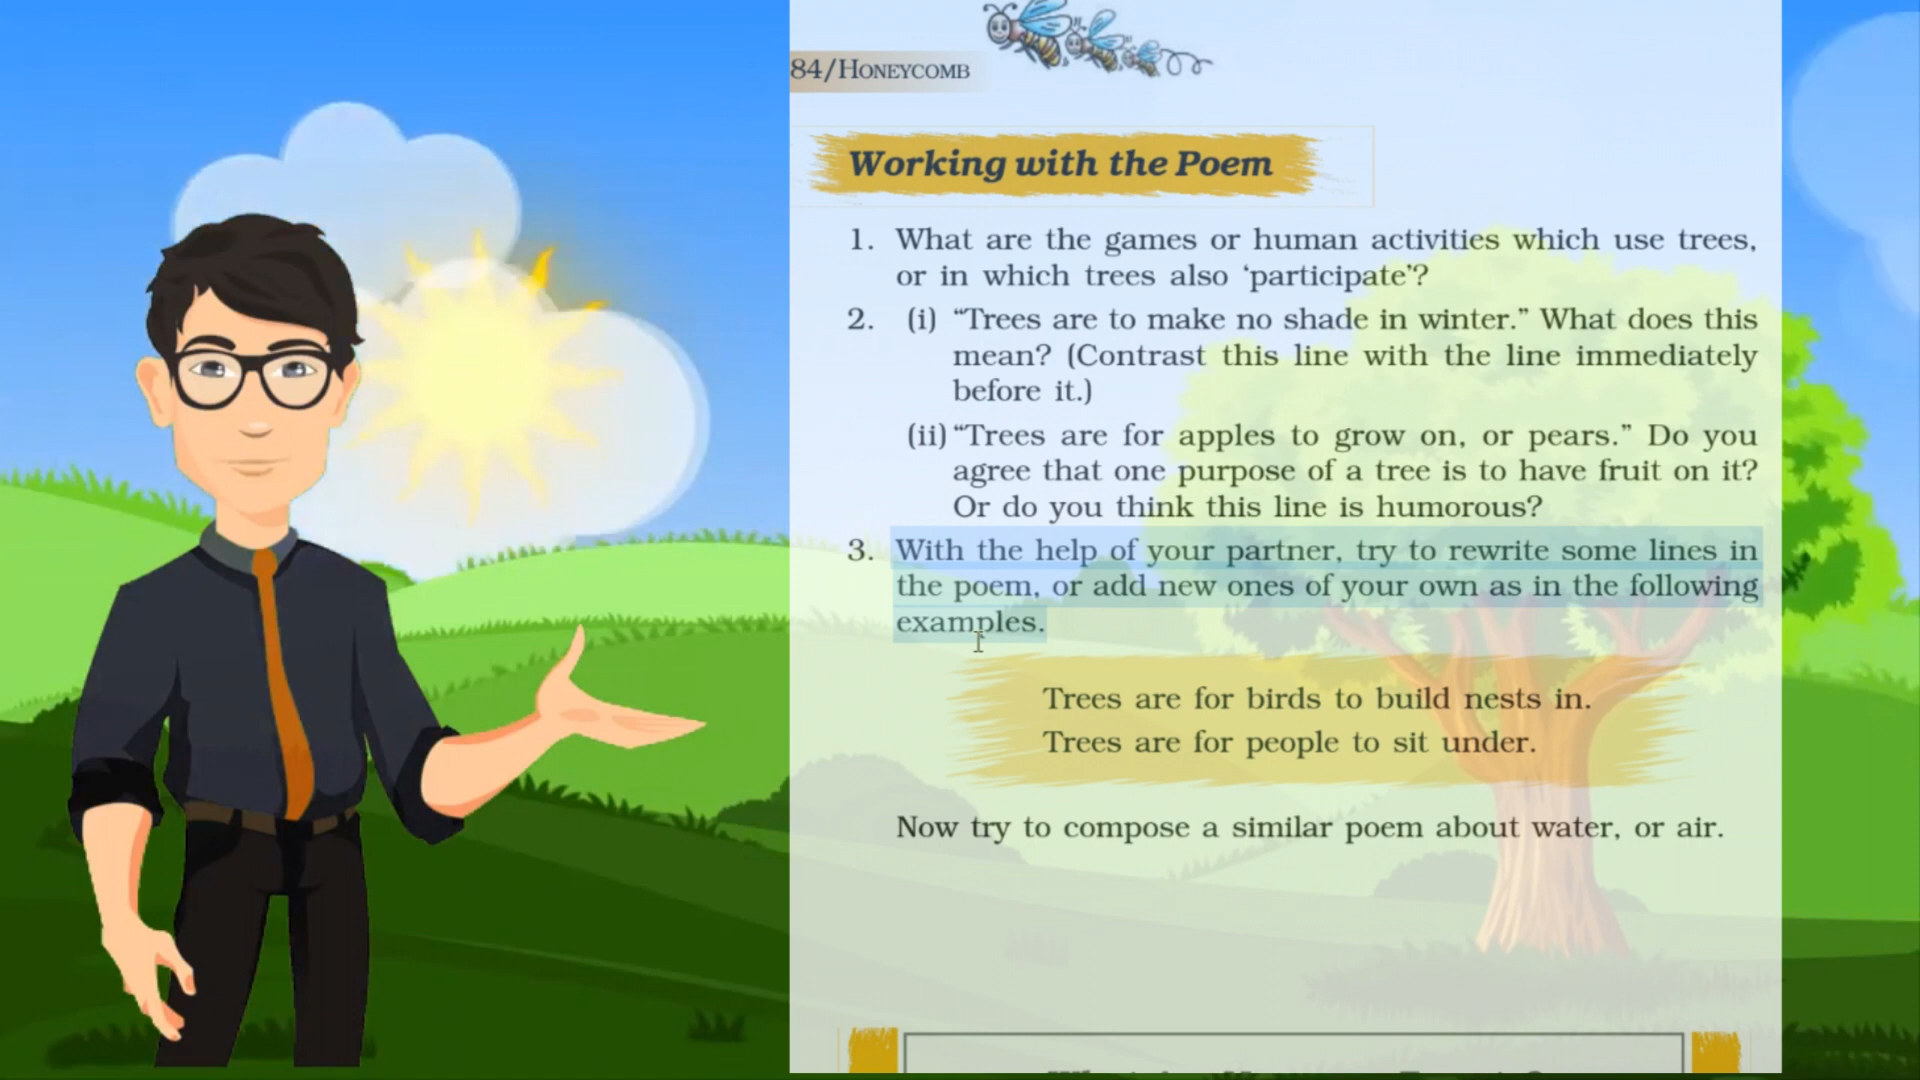 84/HONEYCOMB
Working with the Poem
1. What are the games or human activities which use trees,
or in which trees also ‘participate’?
2. (i) “Trees are to make no shade in winter.” What does this
mean? (Contrast this line with the line immediately
before it.)
(ii) “Trees are for apples to grow on, or pears.” Do you
agree that one purpose of a tree is to have fruit on it?
Or do you think this line is humorous?
3. With the help of your partner, try to rewrite some lines in
the poem, or add new ones of your own as in the following
examples.
Trees are for birds to build nests in.
Trees are for people to sit under.
Now try to compose a similar poem about water, or air.